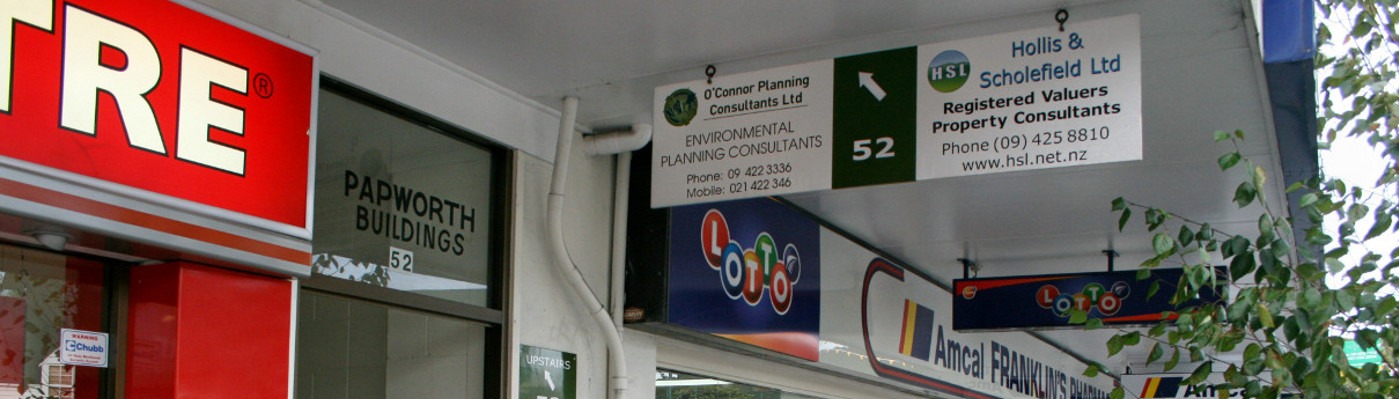 TRE®
PAPWORTH
BUILDINGS
52
WARNING
Chubb
UPSTAIRS
O'Connor Planning
Consultants Ltd
ENVIRONMENTAL
PLANNING CONSULTANTS
Phone: 09 422 3336
Mobile: 021 422 346
52
HSL
Hollis &
Scholefield Ltd
Registered Valuers
Property Consultants
Phone (09) 425 8810
www.hsl.net.nz
LOTTO
Amcal FRANKLIN'S
LOTTO